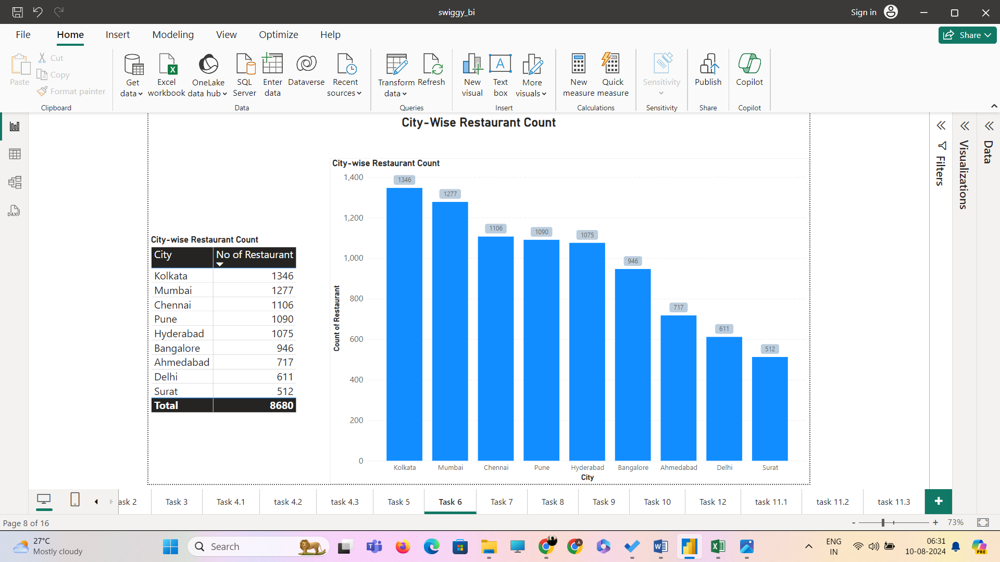 swiggy_bi
Sign in
File Home Insert Modeling View Optimize Help
Share
Paste
Cut
Copy
Format painter
Clipboard
Get data
Excel workbook
OneLake data hub
SQL Server
Enter data
Dataverse
Recent sources
Data
Transform data
Refresh
Queries
New visual
A
Text box
More visuals
Insert
New measure
Quick measure
Calculations
Sensitivity
Sensitivity
Publish
Share
Copilot
Copilot
DAX
City-Wise Restaurant Count
City-wise Restaurant Count
City No of Restaurant
Kolkata 1346
Mumbai 1277
Chennai 1106
Pune 1090
Hyderabad 1075
Bangalore 946
Ahmedabad 717
Delhi 611
Surat 512
Total 8680
City-wise Restaurant Count
Count of Restaurant
1,400
1,200
1,000
800
600
400
200
0
1346
1277
1106
1090
1075
946
717
611
512
Kolkata Mumbai Chennai Pune Hyderabad Bangalore Ahmedabad Delhi Surat
City
Filters
Visualizations
Data
ask 2 Task 3 Task 4.1 task 4.2 task 4.3 Task 5 Task 6 Task 7 Task 8 Task 9 Task 10 Task 12 task 11.1 task 11.2 task 11.3
+
Page 8 of 16
- + 73%
27°C
Mostly cloudy
Search
ENG
IN
06:31
10-08-2024
PRE